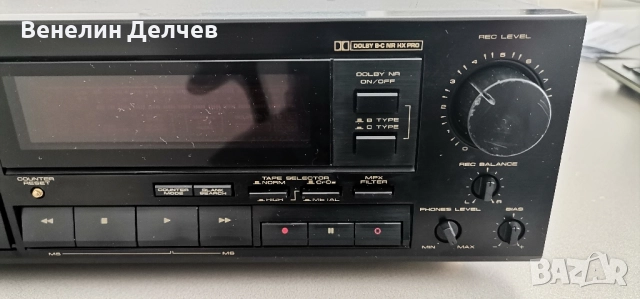 Венелин Делчев
DOLBY B-C NR HX PRO
REC LEVEL
DOLBY NR
ON/OFF
B TYPE
C TYPE
COUNTER
RESET
COUNTER
MODE
BLANK
SEARCH
TAPE SELECTOR
NORM
CrO₂
HIGH
METAL
MPX
FILTER
REC BALANCE
L R
PHONES LEVEL
BIAS
MIN MAX
- +
MS MS
BAZAR